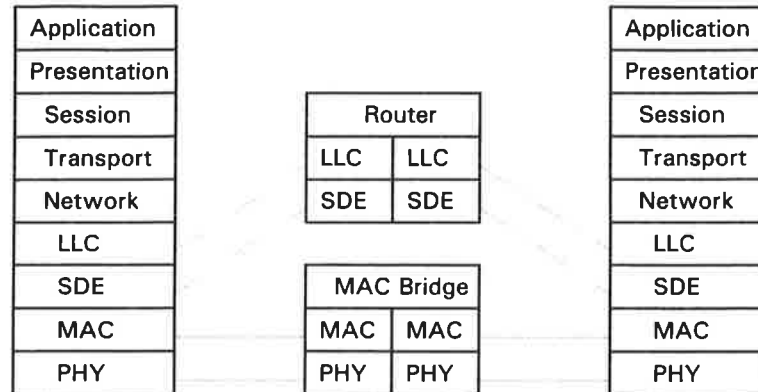 Application
Presentation
Session
Transport
Network
LLC
SDE
MAC
PHY
Router
LLC LLC
SDE SDE
MAC Bridge
MAC MAC
PHY PHY
Application
Presentation
Session
Transport
Network
LLC
SDE
MAC
PHY